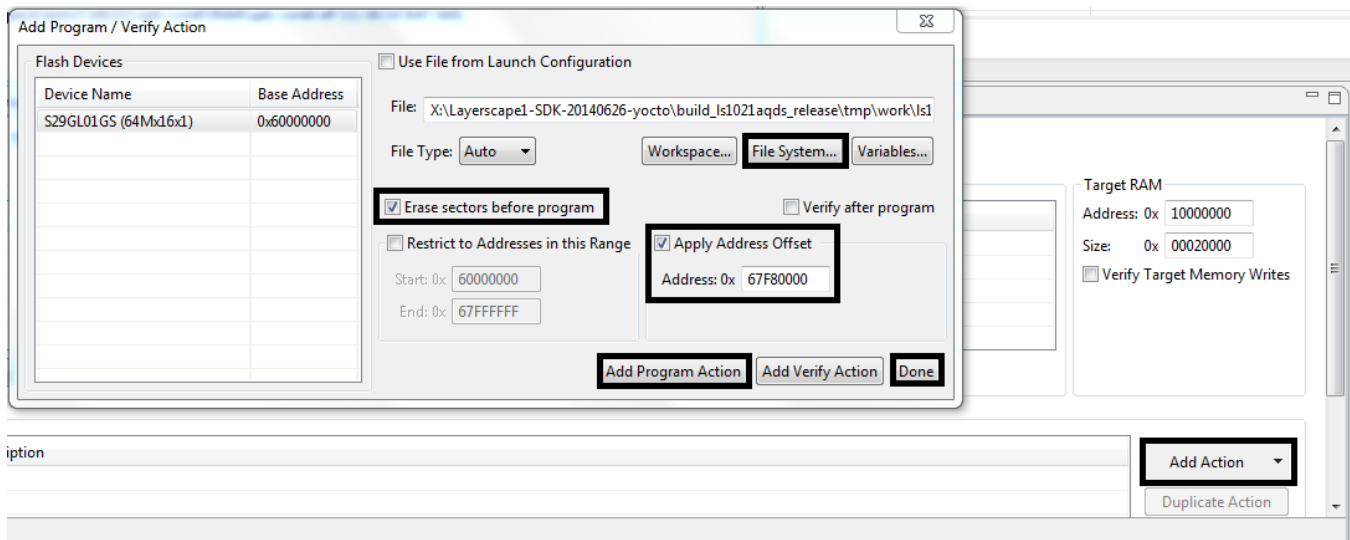 Add Program / Verify Action
Flash Devices
Device Name Base Address
S29GL01GS (64Mx16x1) 0x60000000
Use File from Launch Configuration
File: X:\Layerscape1-SDK-20140626-yocto\build_ls1021aqds_release\tmp\work\ls1
File Type: Auto
Workspace... File System... Variables...
Erase sectors before program
Verify after program
Restrict to Addresses in this Range
Start: 0x 60000000
End: 0x 67FFFFFF
Apply Address Offset
Address: 0x 67F80000
Add Program Action Add Verify Action Done
Target RAM
Address: 0x 10000000
Size: 0x 00020000
Verify Target Memory Writes
iption
Add Action
Duplicate Action